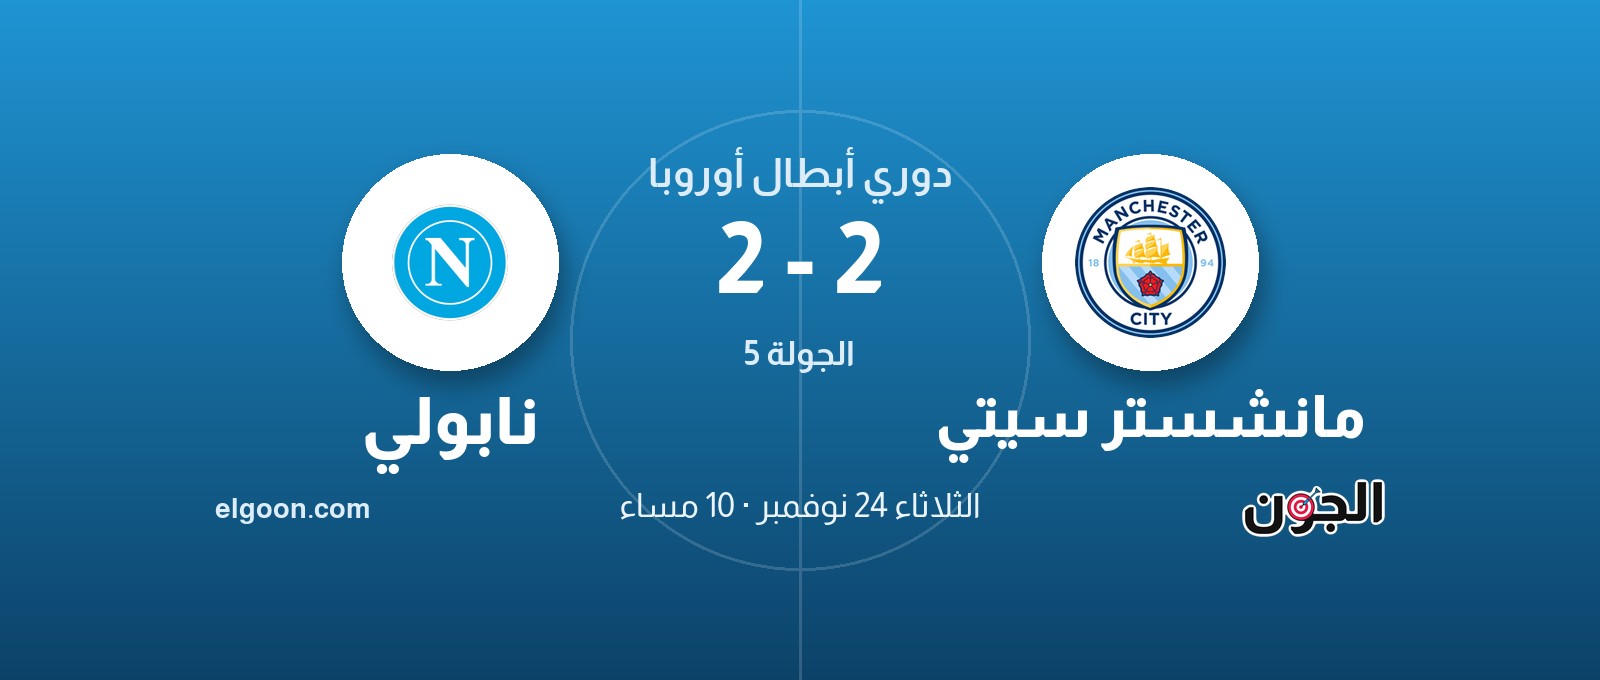 دوري أبطال أوروبا
2 - 2
الجولة 5
MANCHESTER
18 94
CITY
N
مانشستر سيتي
نابولي
الثلاثاء 24 نوفمبر · 10 مساء
الجون
elgoon.com